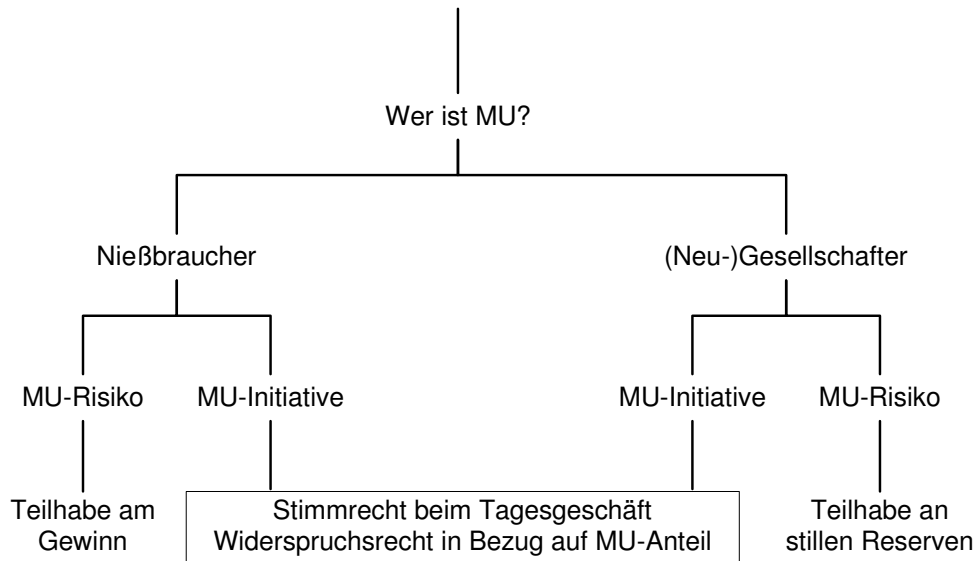 Wer ist MU?
Nießbraucher
(Neu-)Gesellschafter
MU-Risiko
MU-Initiative
MU-Initiative
MU-Risiko
Teilhabe am
Gewinn
Stimmrecht beim Tagesgeschäft
Widerspruchsrecht in Bezug auf MU-Anteil
Teilhabe an
stillen Reserven